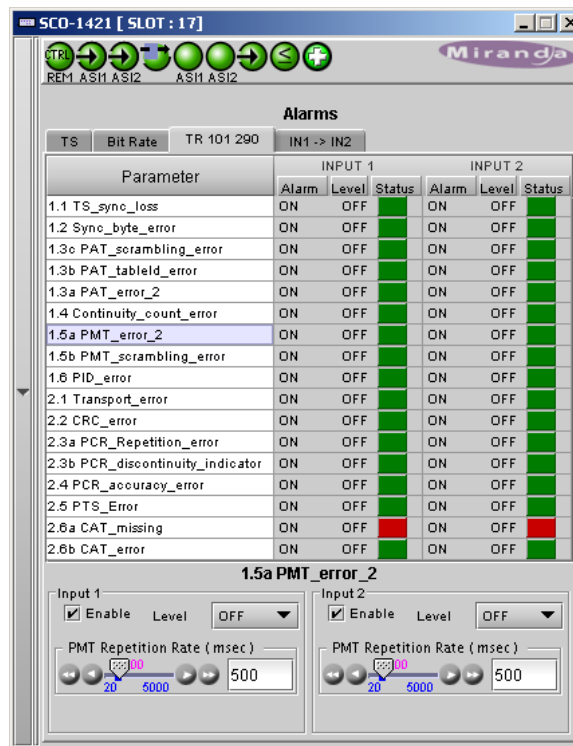 SCO-1421 [ SLOT : 17]
CTRL
REM ASI1 ASI2 ASI1 ASI2
Miranda
Alarms
TS Bit Rate TR 101 290 IN1 -> IN2
Parameter INPUT 1 INPUT 2
Alarm Level Status Alarm Level Status
1.1 TS_sync_loss ON OFF ON OFF
1.2 Sync_byte_error ON OFF ON OFF
1.3c PAT_scrambling_error ON OFF ON OFF
1.3b PAT_tableId_error ON OFF ON OFF
1.3a PAT_error_2 ON OFF ON OFF
1.4 Continuity_count_error ON OFF ON OFF
1.5a PMT_error_2 ON OFF ON OFF
1.5b PMT_scrambling_error ON OFF ON OFF
1.6 PID_error ON OFF ON OFF
2.1 Transport_error ON OFF ON OFF
2.2 CRC_error ON OFF ON OFF
2.3a PCR_Repetition_error ON OFF ON OFF
2.3b PCR_discontinuity_indicator ON OFF ON OFF
2.4 PCR_accuracy_error ON OFF ON OFF
2.5 PTS_Error ON OFF ON OFF
2.6a CAT_missing ON OFF ON OFF
2.6b CAT_error ON OFF ON OFF
1.5a PMT_error_2
Input 1 Input 2
Enable Level OFF Enable Level OFF
PMT Repetition Rate ( msec ) PMT Repetition Rate ( msec )
500 500
20 5000 20 5000